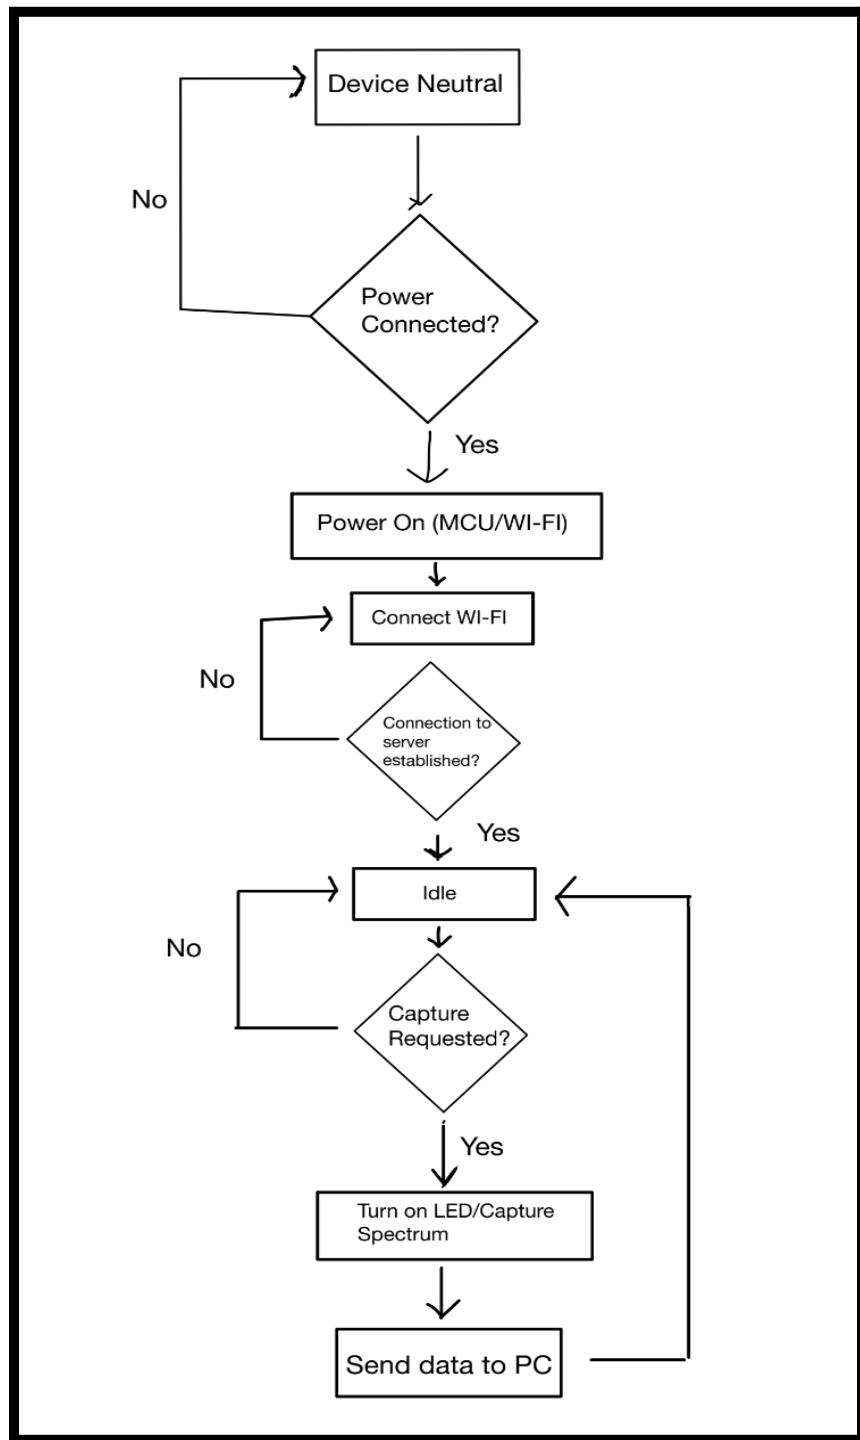 Device Neutral
No
Power
Connected?
Yes
Power On (MCU/WI-FI)
Connect WI-FI
No
Connection to
server
established?
Yes
Idle
No
Capture
Requested?
Yes
Turn on LED/Capture
Spectrum
Send data to PC